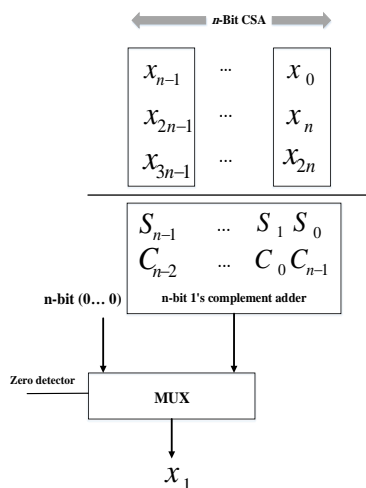 n-Bit CSA
x_{n-1} ... x_0
x_{2n-1} ... x_n
x_{3n-1} ... x_{2n}
S_{n-1} ... S_1 S_0
C_{n-2} ... C_0 C_{n-1}
n-bit (0… 0) n-bit 1's complement adder
Zero detector
MUX
x_1